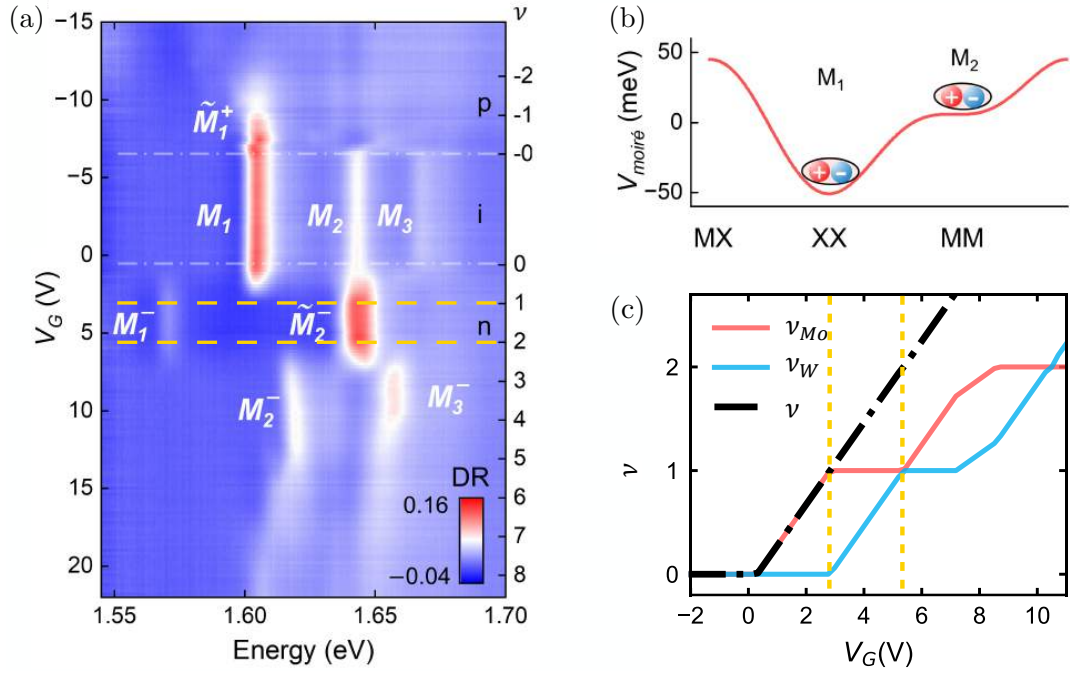 (a)
ν
−15
−10
−5
0
5
10
15
20
V_G (V)
-2
-1
-0
0
1
2
3
4
5
6
7
8
p
i
n
M̃₁⁺
M₁
M₂
M₃
M₁⁻
M̃₂⁻
M₂⁻
M₃⁻
DR
0.16
−0.04
1.55
1.60
1.65
1.70
Energy (eV)
(b)
V_moiré (meV)
50
0
−50
M₁
M₂
+ -
+ -
MX
XX
MM
(c)
ν_Mo
ν_W
ν
ν
2
1
0
−2
0
2
4
6
8
10
V_G(V)